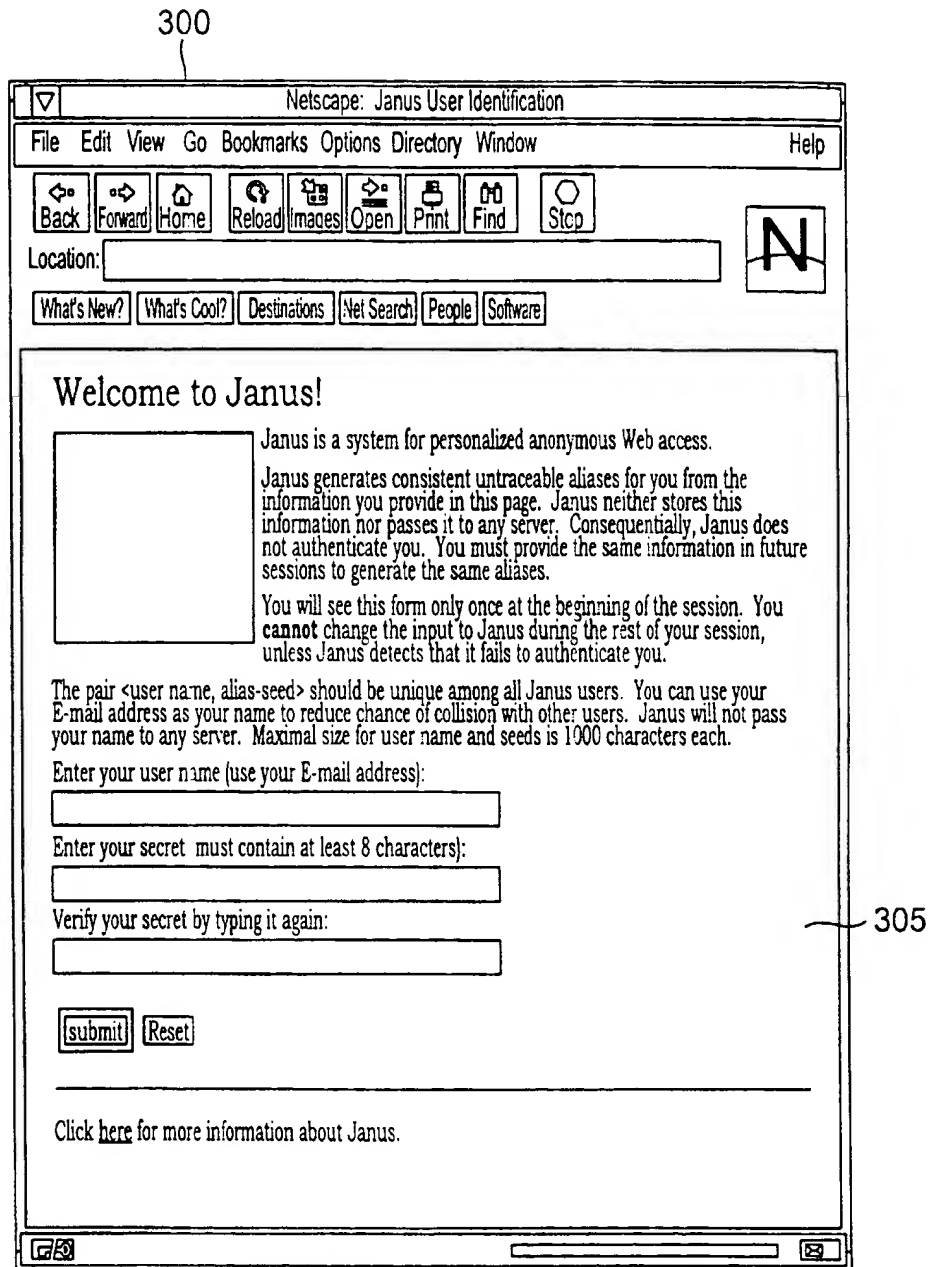 300
Netscape: Janus User Identification
File Edit View Go Bookmarks Options Directory Window Help
Back Forward Home Reload Images Open Print Find Stop
Location:
N
What's New? What's Cool? Destinations Net Search People Software
Welcome to Janus!
Janus is a system for personalized anonymous Web access.
Janus generates consistent untraceable aliases for you from the
information you provide in this page. Janus neither stores this
information nor passes it to any server. Consequentially, Janus does
not authenticate you. You must provide the same information in future
sessions to generate the same aliases.
You will see this form only once at the beginning of the session. You
cannot change the input to Janus during the rest of your session,
unless Janus detects that it fails to authenticate you.
The pair <user name, alias-seed> should be unique among all Janus users. You can use your
E-mail address as your name to reduce chance of collision with other users. Janus will not pass
your name to any server. Maximal size for user name and seeds is 1000 characters each.
Enter your user name (use your E-mail address):
Enter your secret must contain at least 8 characters):
Verify your secret by typing it again:
305
submit Reset
Click here for more information about Janus.